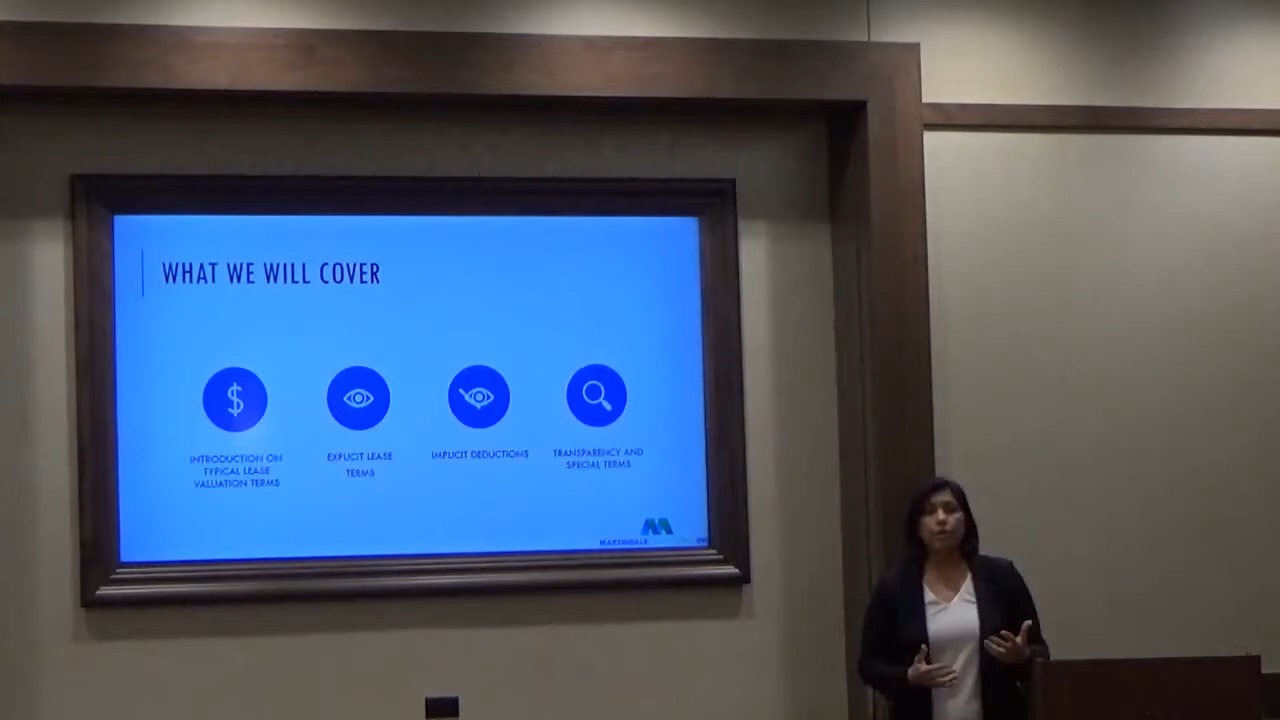 WHAT WE WILL COVER
INTRODUCTION ON
TYPICAL LEASE
VALUATION TERMS
EXPLICIT LEASE
TERMS
IMPLICIT DEDUCTIONS
TRANSPARENCY AND
SPECIAL TERMS
MARTINDALE